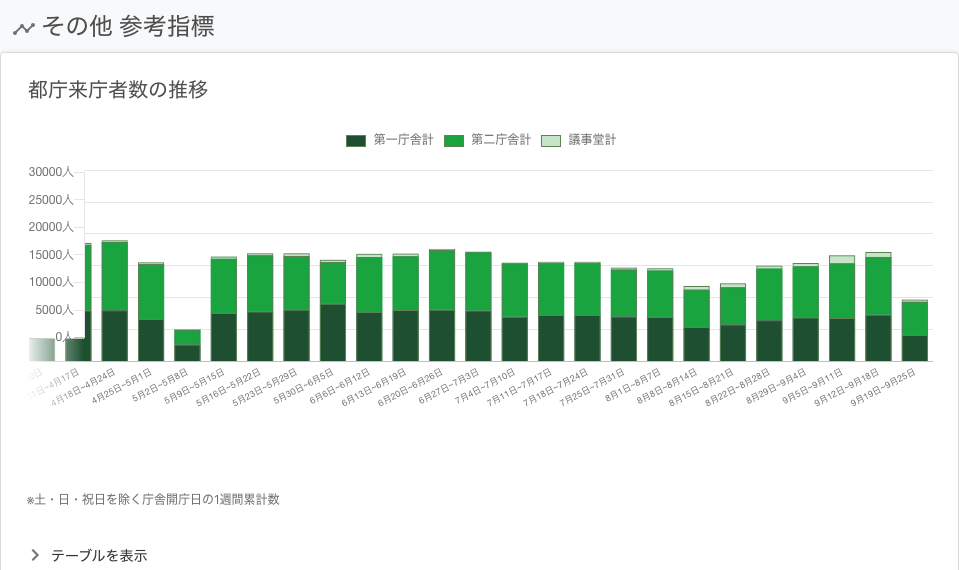 その他 参考指標
都庁来庁者数の推移
第一庁舎計 第二庁舎計 議事堂計
30000人
25000人
20000人
15000人
10000人
5000人
0人
4月17日
4月18日~4月24日
4月25日~5月1日
5月2日~5月8日
5月9日~5月15日
5月16日~5月22日
5月23日~5月29日
5月30日~6月5日
6月6日~6月12日
6月13日~6月19日
6月20日~6月26日
6月27日~7月3日
7月4日~7月10日
7月11日~7月17日
7月18日~7月24日
7月25日~7月31日
8月1日~8月7日
8月8日~8月14日
8月15日~8月21日
8月22日~8月28日
8月29日~9月4日
9月5日~9月11日
9月12日~9月18日
9月19日~9月25日
※土・日・祝日を除く庁舎開庁日の1週間累計数
テーブルを表示